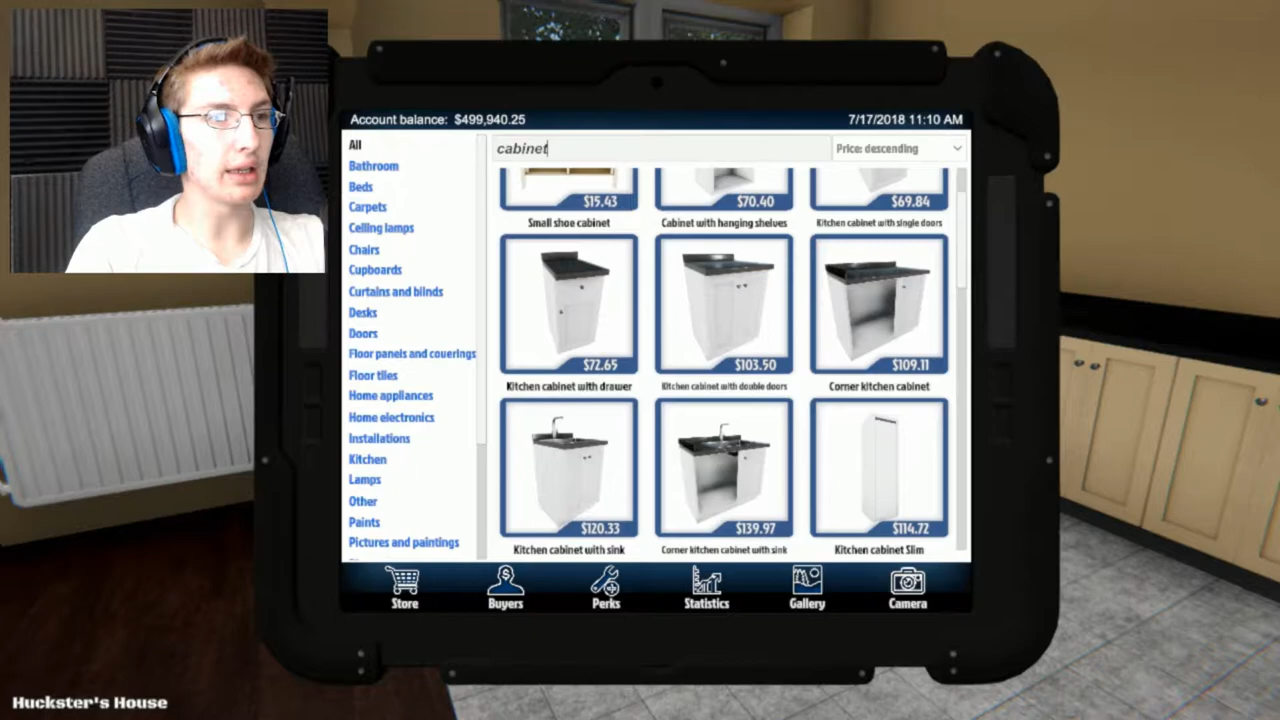 Account balance: $499,940.25
7/17/2018 11:10 AM
cabinet
Price: descending
All
Bathroom
Beds
Carpets
Ceiling lamps
Chairs
Cupboards
Curtains and blinds
Desks
Doors
Floor panels and coverings
Floor tiles
Home appliances
Home electronics
Installations
Kitchen
Lamps
Other
Paints
Pictures and paintings
$15.43
$70.40
$69.84
Small shoe cabinet
Cabinet with hanging shelves
Kitchen cabinet with single doors
$72.65
$103.50
$109.11
Kitchen cabinet with drawer
Kitchen cabinet with double doors
Corner kitchen cabinet
$120.33
$139.97
$114.72
Kitchen cabinet with sink
Corner kitchen cabinet with sink
Kitchen cabinet Slim
Store
Buyers
Perks
Statistics
Gallery
Camera
Huckster's House